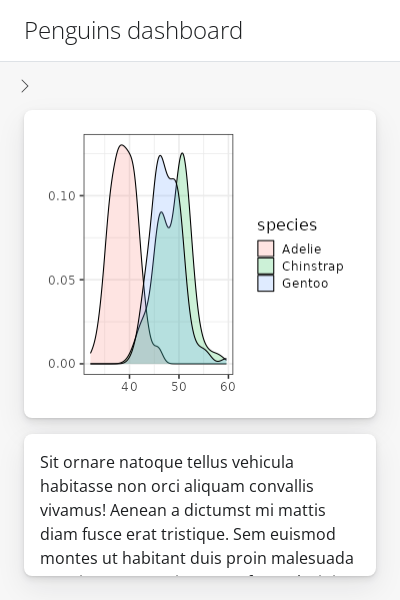 Penguins dashboard
0.10
0.05
0.00
40 50 60
species
Adelie
Chinstrap
Gentoo
Sit ornare natoque tellus vehicula
habitasse non orci aliquam convallis
vivamus! Aenean a dictumst mi mattis
diam fusce erat tristique. Sem euismod
montes ut habitant duis proin malesuada